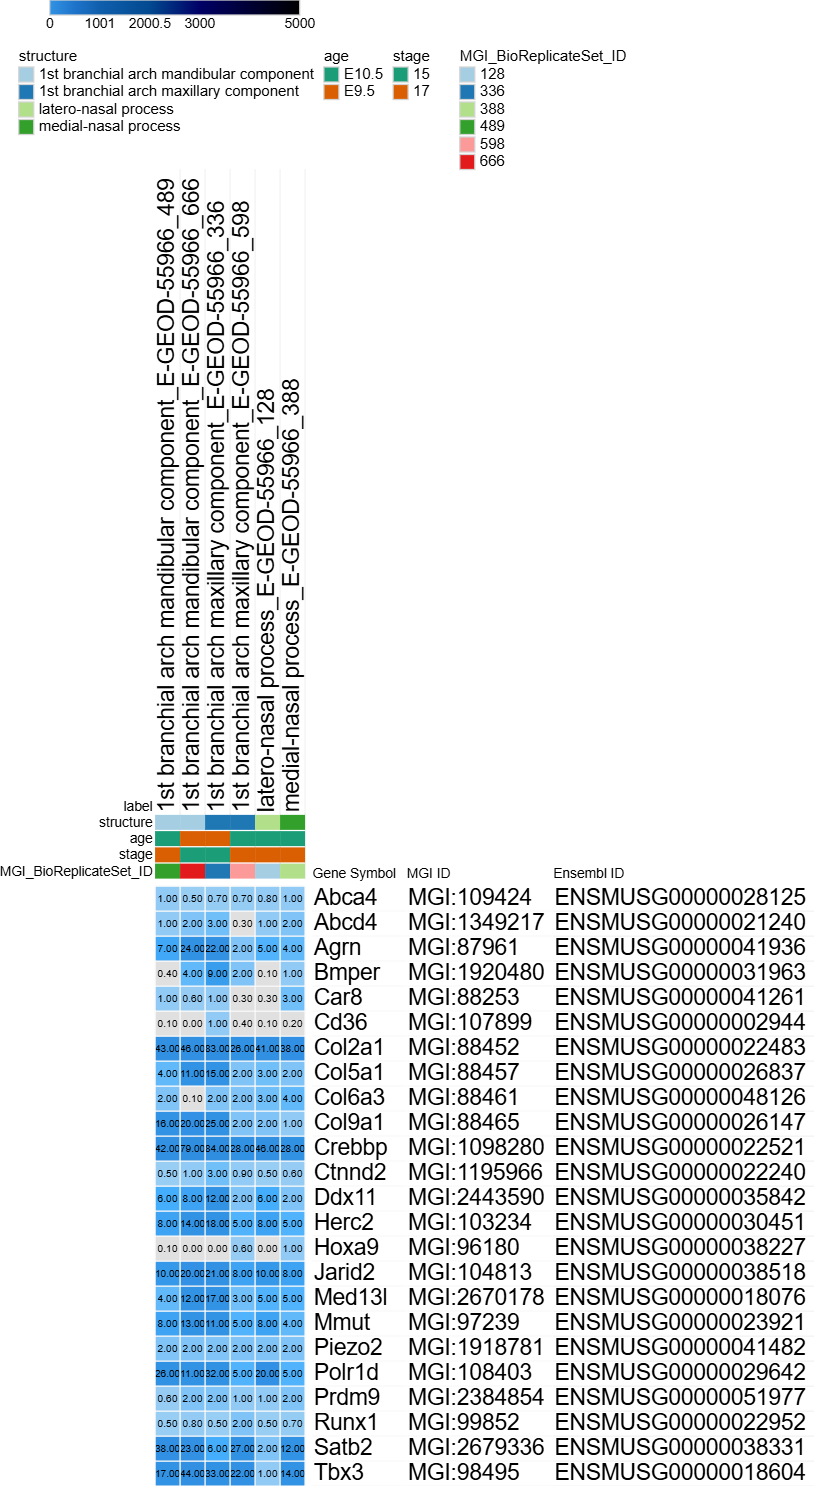 0 1001 2000.5 3000 5000
structure age stage MGI_BioReplicateSet_ID
1st branchial arch mandibular component E10.5 15 128
1st branchial arch maxillary component E9.5 17 336
latero-nasal process 388
medial-nasal process 489
598
666
1st branchial arch mandibular component_E-GEOD-55966_489
1st branchial arch mandibular component_E-GEOD-55966_666
1st branchial arch maxillary component_E-GEOD-55966_336
1st branchial arch maxillary component_E-GEOD-55966_598
latero-nasal process_E-GEOD-55966_128
medial-nasal process_E-GEOD-55966_388
label
structure
age
stage
MGI_BioReplicateSet_ID Gene Symbol MGI ID Ensembl ID
1.00 0.50 0.70 0.70 0.80 1.00 Abca4 MGI:109424 ENSMUSG00000028125
1.00 2.00 3.00 0.30 1.00 2.00 Abcd4 MGI:1349217 ENSMUSG00000021240
7.00 24.00 22.00 2.00 5.00 4.00 Agrn MGI:87961 ENSMUSG00000041936
0.40 4.00 9.00 2.00 0.10 1.00 Bmper MGI:1920480 ENSMUSG00000031963
1.00 0.60 1.00 0.30 0.30 3.00 Car8 MGI:88253 ENSMUSG00000041261
0.10 0.00 1.00 0.40 0.10 0.20 Cd36 MGI:107899 ENSMUSG00000002944
43.00 46.00 83.00 26.00 41.00 38.00 Col2a1 MGI:88452 ENSMUSG00000022483
4.00 11.00 15.00 2.00 3.00 2.00 Col5a1 MGI:88457 ENSMUSG00000026837
2.00 0.10 2.00 2.00 3.00 4.00 Col6a3 MGI:88461 ENSMUSG00000048126
16.00 20.00 25.00 2.00 2.00 1.00 Col9a1 MGI:88465 ENSMUSG00000026147
42.00 79.00 84.00 28.00 46.00 28.00 Crebbp MGI:1098280 ENSMUSG00000022521
0.50 1.00 3.00 0.90 0.50 0.60 Ctnnd2 MGI:1195966 ENSMUSG00000022240
6.00 8.00 12.00 2.00 6.00 2.00 Ddx11 MGI:2443590 ENSMUSG00000035842
8.00 14.00 18.00 5.00 8.00 5.00 Herc2 MGI:103234 ENSMUSG00000030451
0.10 0.00 0.00 0.60 0.00 1.00 Hoxa9 MGI:96180 ENSMUSG00000038227
10.00 20.00 21.00 8.00 10.00 8.00 Jarid2 MGI:104813 ENSMUSG00000038518
4.00 12.00 17.00 3.00 5.00 5.00 Med13l MGI:2670178 ENSMUSG00000018076
8.00 13.00 11.00 5.00 8.00 4.00 Mmut MGI:97239 ENSMUSG00000023921
2.00 2.00 2.00 2.00 2.00 2.00 Piezo2 MGI:1918781 ENSMUSG00000041482
26.00 11.00 32.00 5.00 20.00 5.00 Polr1d MGI:108403 ENSMUSG00000029642
0.60 2.00 2.00 1.00 1.00 2.00 Prdm9 MGI:2384854 ENSMUSG00000051977
0.50 0.80 0.50 2.00 0.50 0.70 Runx1 MGI:99852 ENSMUSG00000022952
38.00 23.00 6.00 27.00 2.00 12.00 Satb2 MGI:2679336 ENSMUSG00000038331
17.00 44.00 33.00 22.00 1.00 14.00 Tbx3 MGI:98495 ENSMUSG00000018604